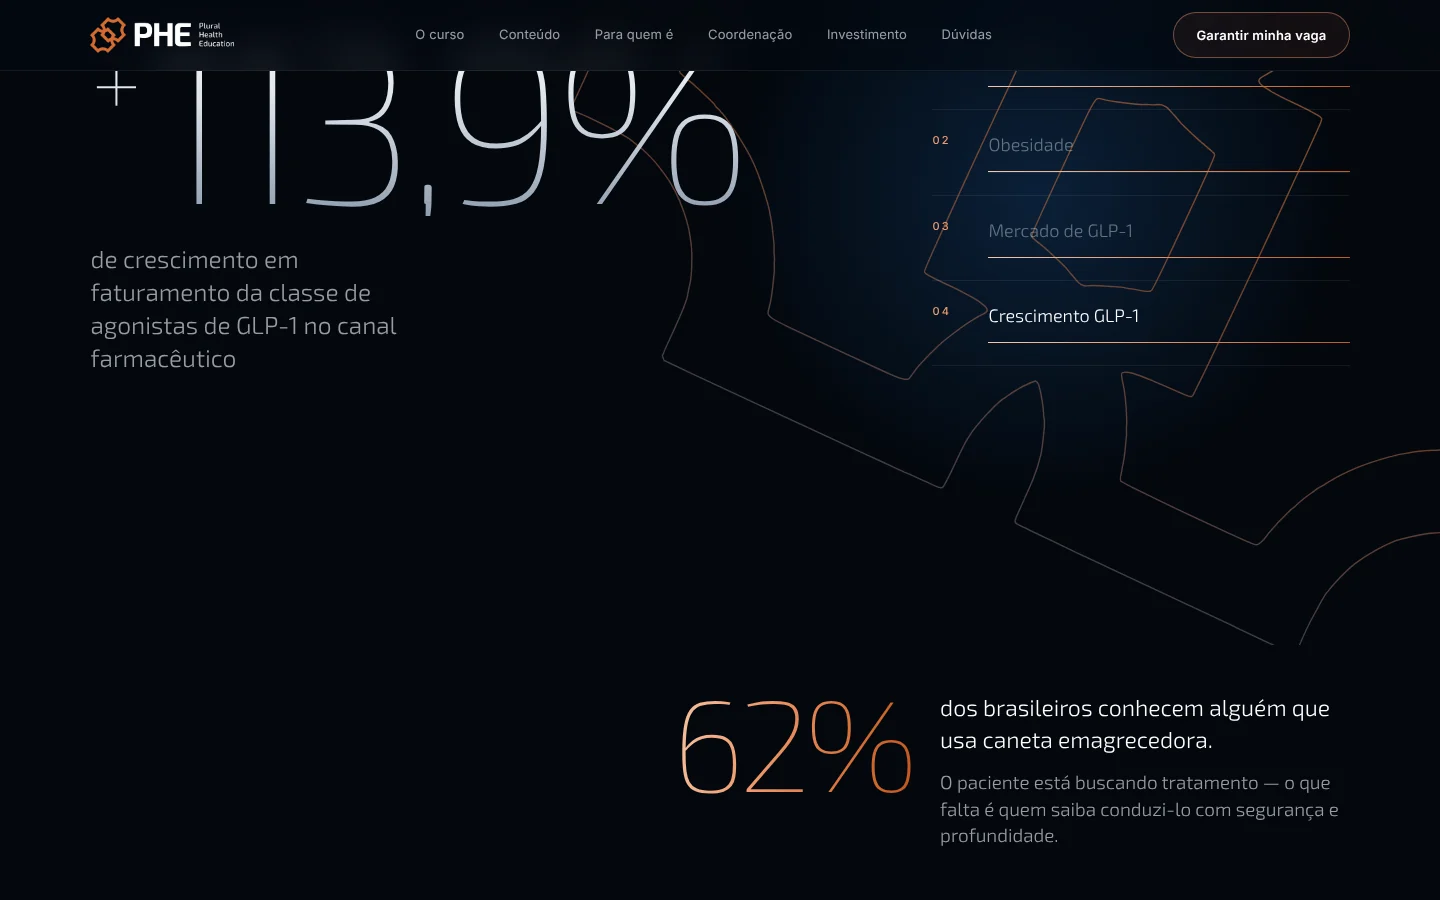 PHE
Plural
Health
Education
O curso
Conteúdo
Para quem é
Coordenação
Investimento
Dúvidas
Garantir minha vaga
+113,9%
de crescimento em
faturamento da classe de
agonistas de GLP-1 no canal
farmacêutico
02
Obesidade
03
Mercado de GLP-1
04
Crescimento GLP-1
62%
dos brasileiros conhecem alguém que
usa caneta emagrecedora.
O paciente está buscando tratamento — o que
falta é quem saiba conduzi-lo com segurança e
profundidade.